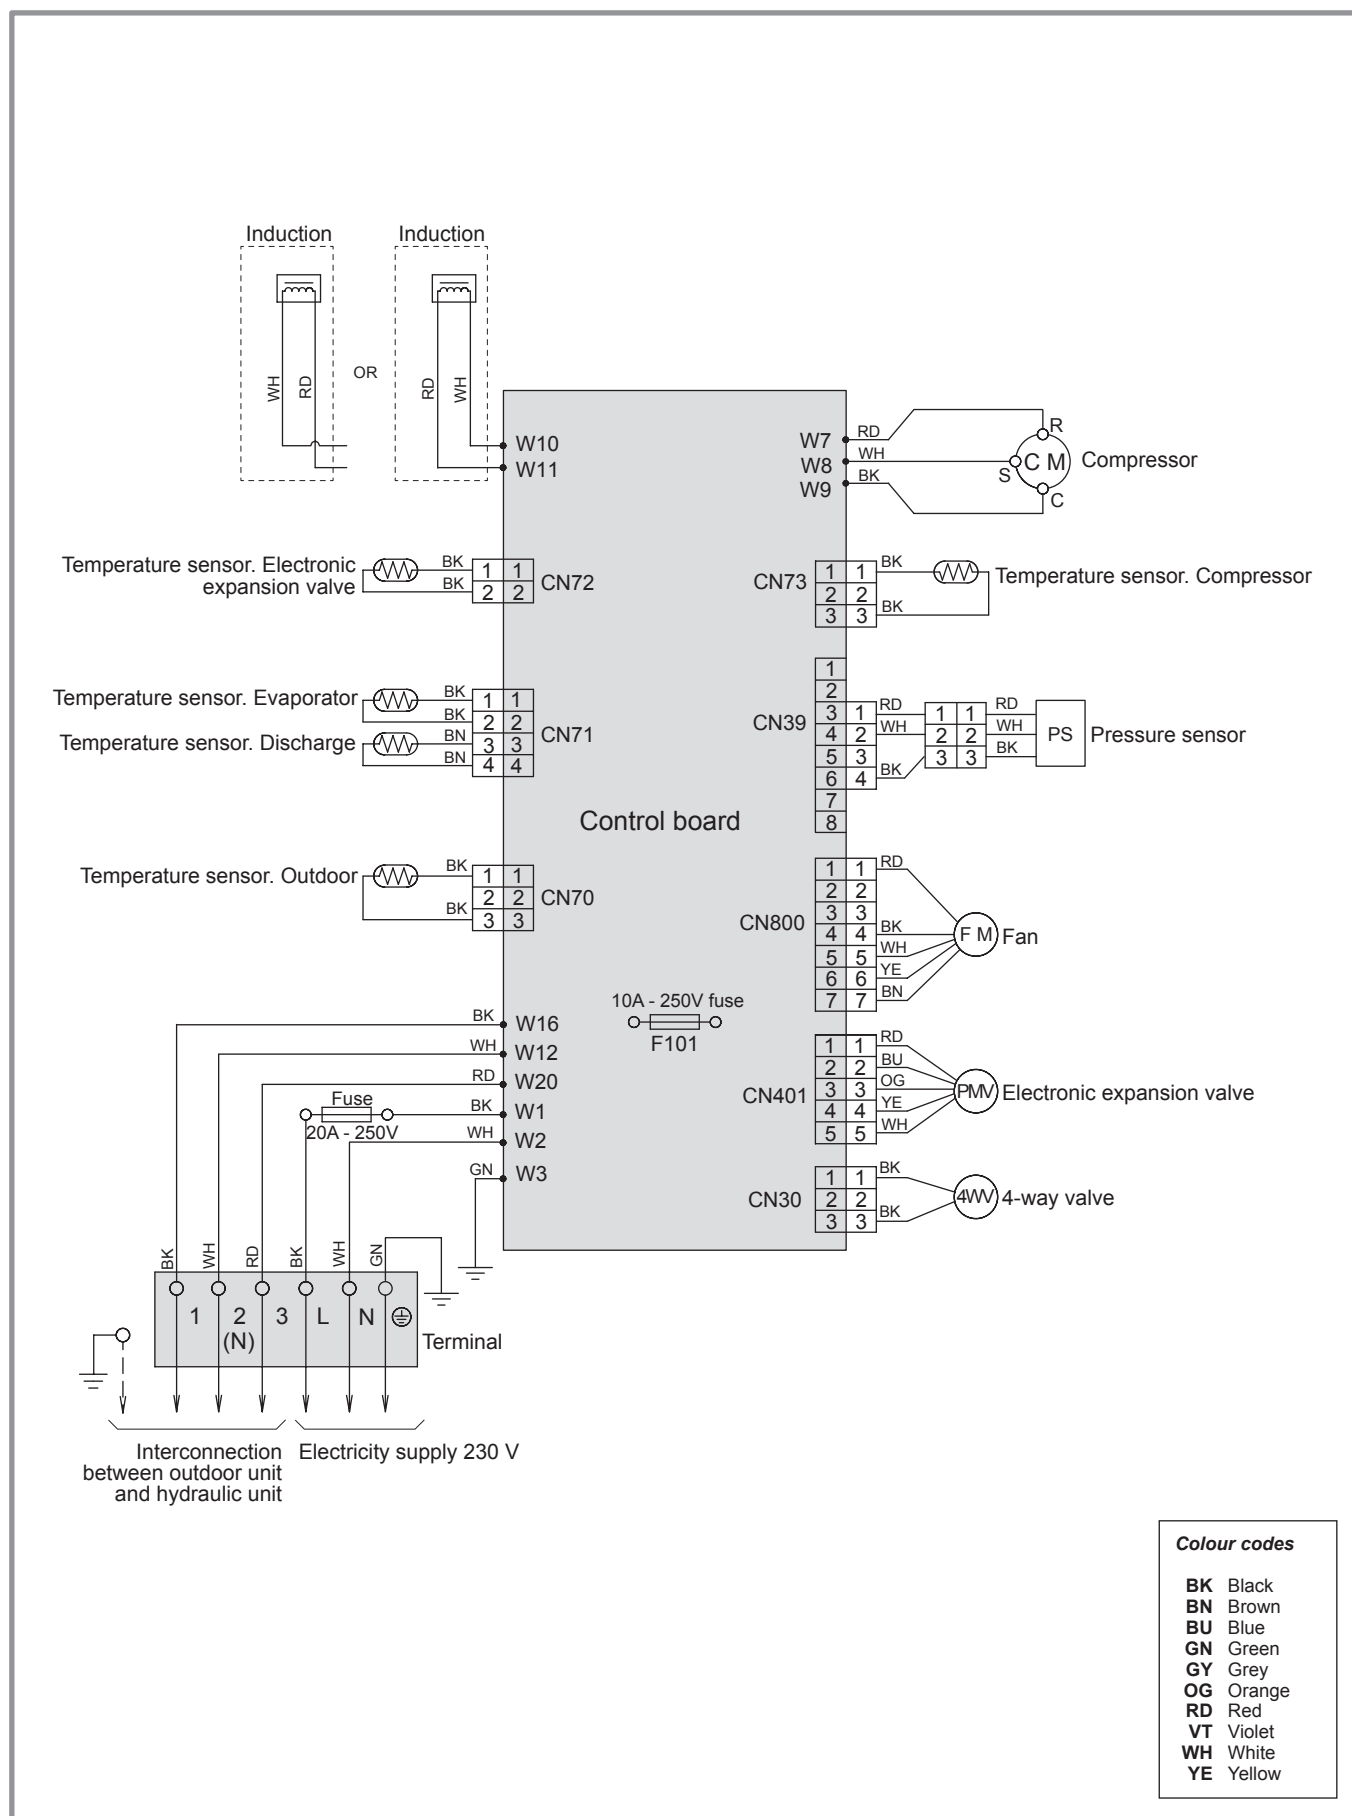 Induction
Induction
WH
RD
OR
RD
WH
W10
W11
W7
W8
W9
RD
WH
BK
R
S
C M
C
Compressor
Temperature sensor. Electronic
expansion valve
BK
BK
1 1
2 2
CN72
CN73
1 1
2 2
3 3
BK
BK
Temperature sensor. Compressor
Temperature sensor. Evaporator
Temperature sensor. Discharge
BK
BK
BN
BN
1 1
2 2
3 3
4 4
CN71
CN39
1
2
3 1
4 2
5 3
6 4
7
8
RD
WH
BK
1 1
2 2
3 3
RD
WH
BK
PS
Pressure sensor
Control board
Temperature sensor. Outdoor
BK
BK
1 1
2 2
3 3
CN70
CN800
1 1
2 2
3 3
4 4
5 5
6 6
7 7
RD
BK
WH
YE
BN
F M
Fan
10A - 250V fuse
F101
BK
W16
WH
W12
RD
W20
Fuse
20A - 250V
BK
W1
WH
W2
GN
W3
CN401
1 1
2 2
3 3
4 4
5 5
RD
BU
OG
YE
WH
PMV
Electronic expansion valve
CN30
1 1
2 2
3 3
BK
BK
4WV
4-way valve
BK
WH
RD
BK
WH
GN
1 2 3 L N
(N)
Terminal
Interconnection
between outdoor unit
and hydraulic unit
Electricity supply 230 V
Colour codes
BK Black
BN Brown
BU Blue
GN Green
GY Grey
OG Orange
RD Red
VT Violet
WH White
YE Yellow